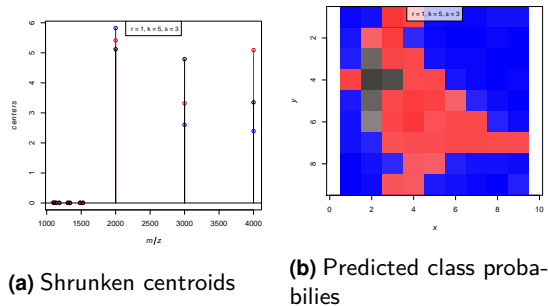 r = 1, k = 5, s = 3
centers
0
1
2
3
4
5
6
1000
1500
2000
2500
3000
3500
4000
m/z
(a) Shrunken centroids
r = 1, k = 5, s = 3
y
2
4
6
8
0
2
4
6
8
10
x
(b) Predicted class proba-
bilies